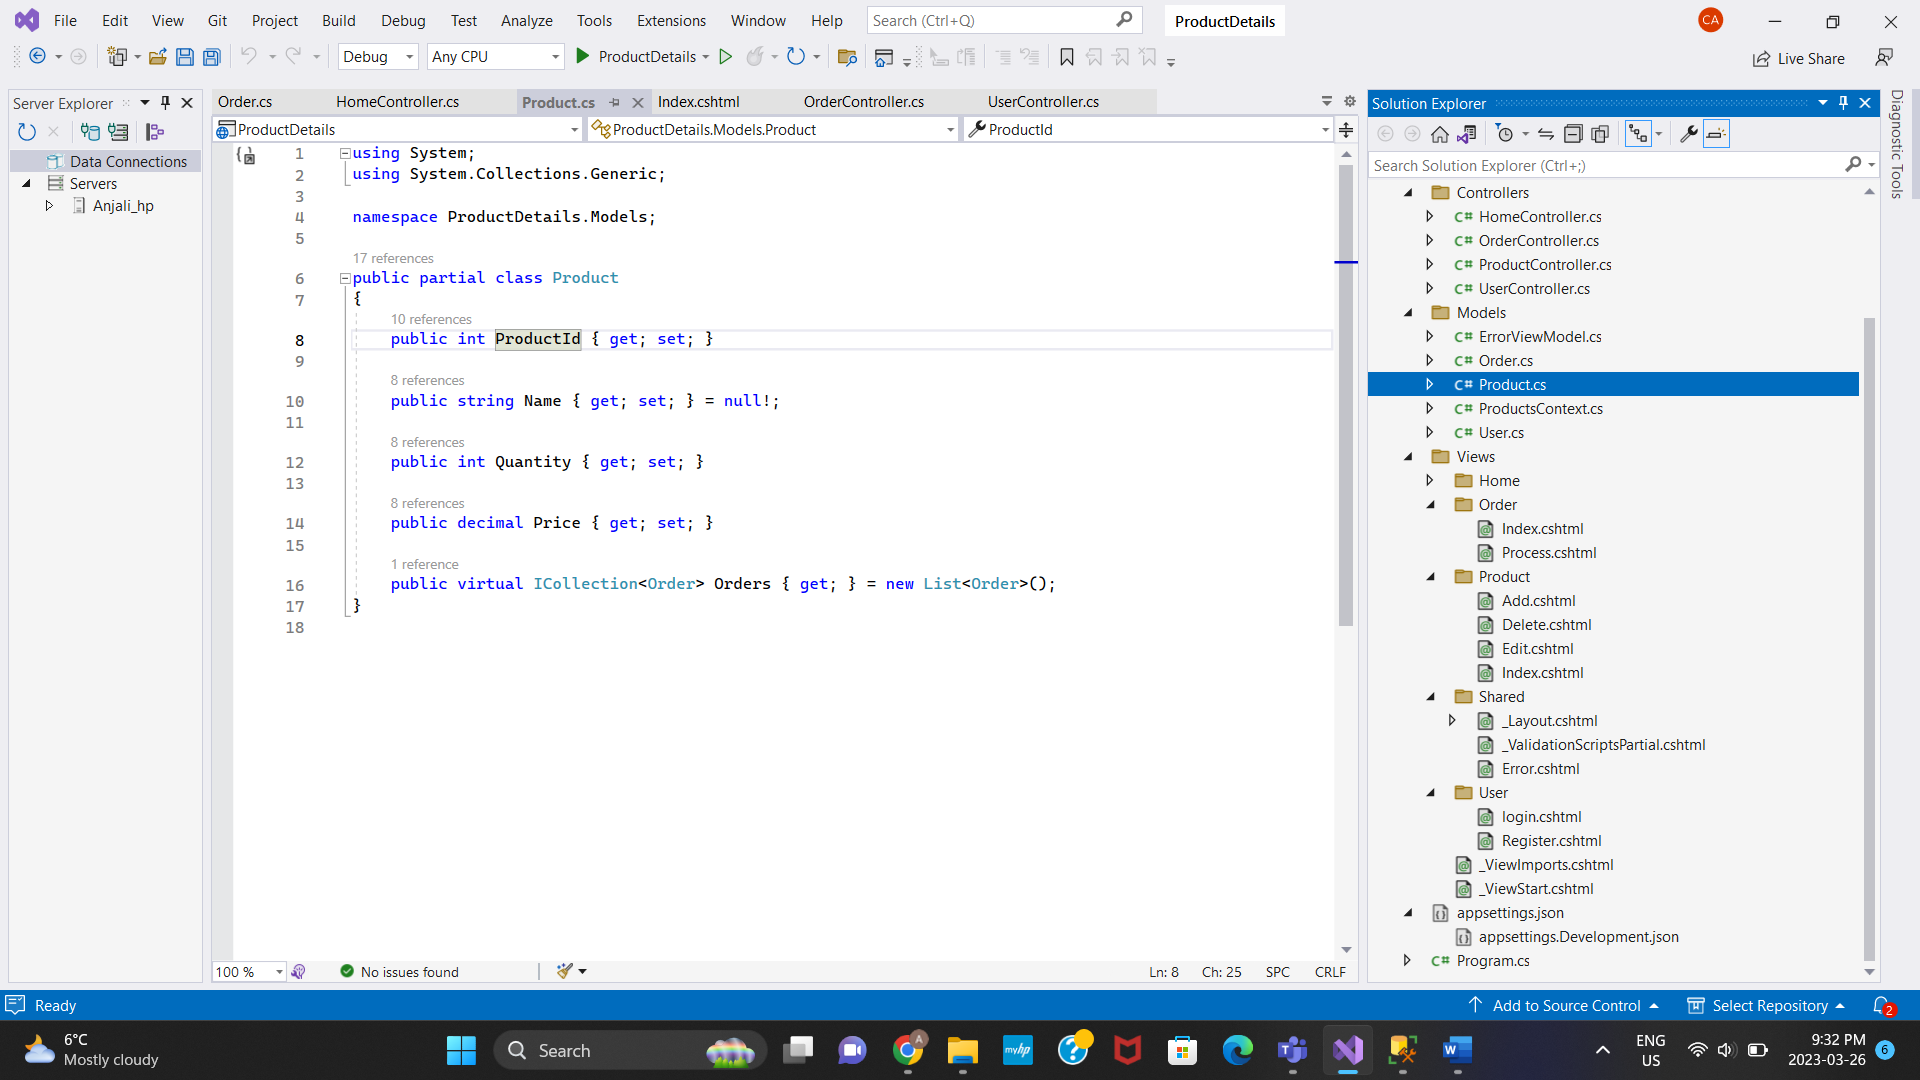 File Edit View Git Project Build Debug Test Analyze Tools Extensions Window Help Search (Ctrl+Q) ProductDetails CA
Debug Any CPU ProductDetails Live Share
Server Explorer
Data Connections
Servers
Anjali_hp
Order.cs HomeController.cs Product.cs Index.cshtml OrderController.cs UserController.cs
ProductDetails ProductDetails.Models.Product ProductId
1 using System;
2 using System.Collections.Generic;
3
4 namespace ProductDetails.Models;
5
17 references
6 public partial class Product
7 {
10 references
8 public int ProductId { get; set; }
9
8 references
10 public string Name { get; set; } = null!;
11
8 references
12 public int Quantity { get; set; }
13
8 references
14 public decimal Price { get; set; }
15
1 reference
16 public virtual ICollection<Order> Orders { get; } = new List<Order>();
17 }
18
100 % No issues found Ln: 8 Ch: 25 SPC CRLF
Solution Explorer
Search Solution Explorer (Ctrl+;)
Controllers
C# HomeController.cs
C# OrderController.cs
C# ProductController.cs
C# UserController.cs
Models
C# ErrorViewModel.cs
C# Order.cs
C# Product.cs
C# ProductsContext.cs
C# User.cs
Views
Home
Order
Index.cshtml
Process.cshtml
Product
Add.cshtml
Delete.cshtml
Edit.cshtml
Index.cshtml
Shared
_Layout.cshtml
_ValidationScriptsPartial.cshtml
Error.cshtml
User
login.cshtml
Register.cshtml
_ViewImports.cshtml
_ViewStart.cshtml
appsettings.json
appsettings.Development.json
C# Program.cs
Diagnostic Tools
Ready Add to Source Control Select Repository 2
6°C
Mostly cloudy
Search
myhp
ENG
US
9:32 PM
2023-03-26
6